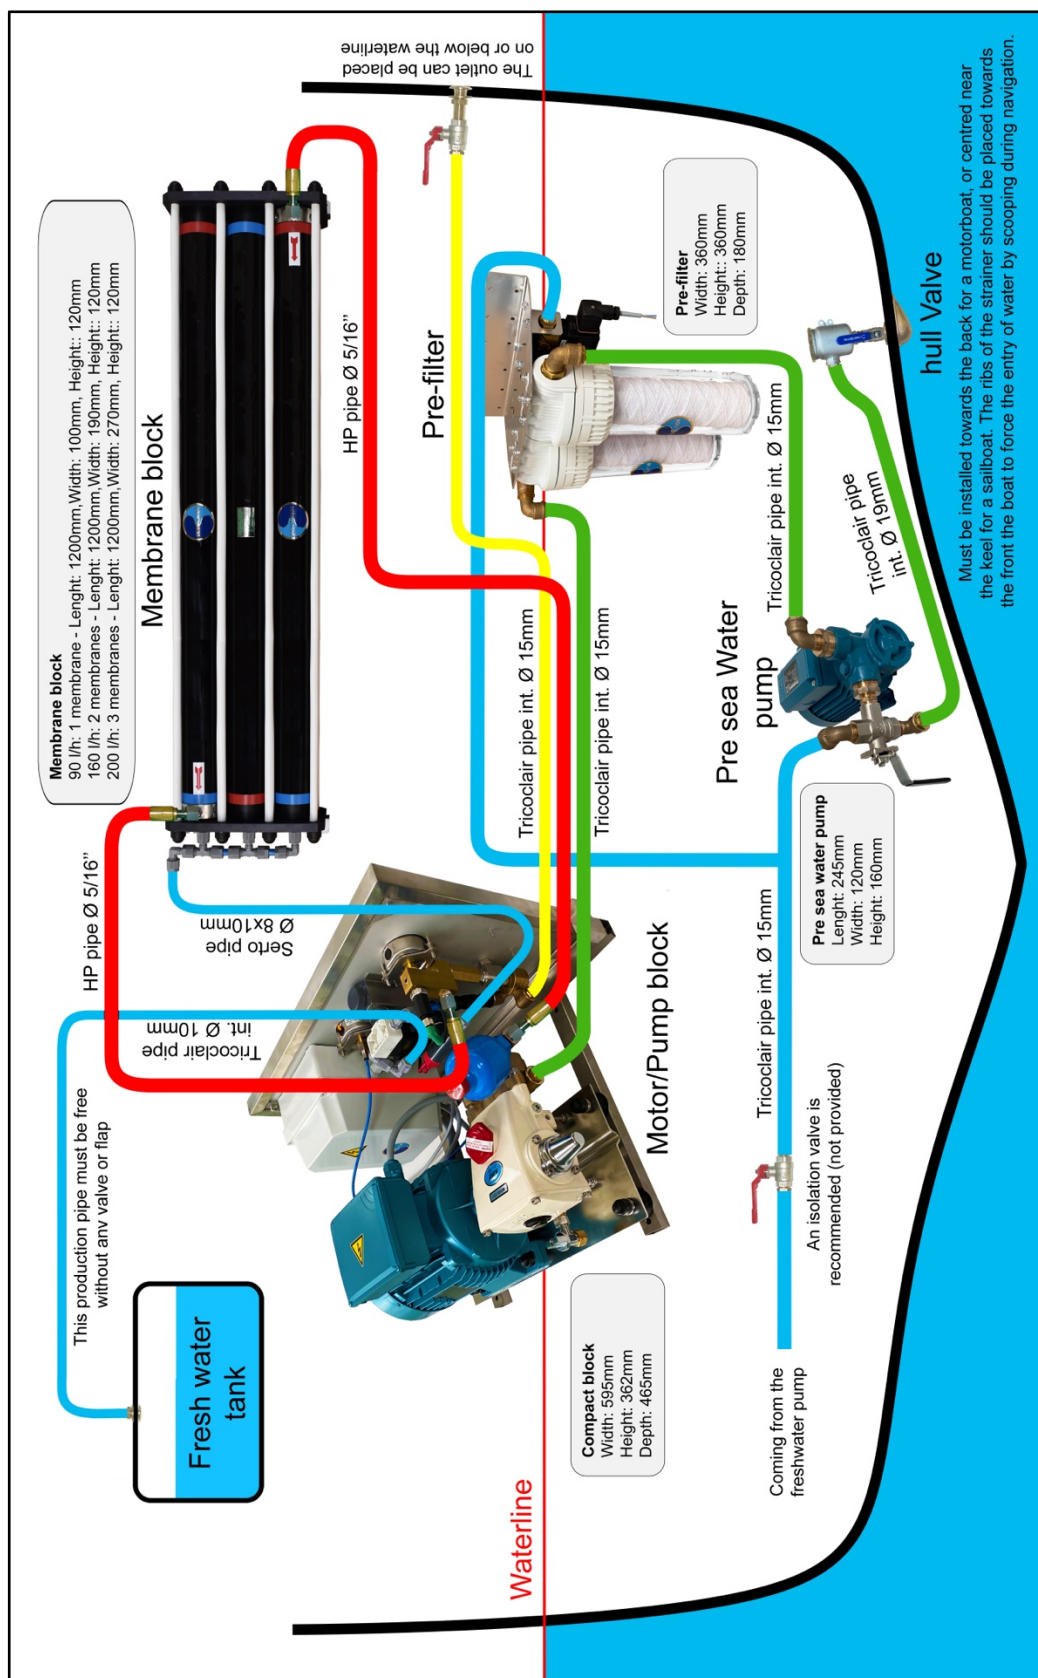 Fresh water
tank
This production pipe must be free
without any valve or flap
Tricoclair pipe
int. Ø 10mm
HP pipe Ø 5/16"
Serto pipe
Ø 8x10mm
Membrane block
90 l/h: 1 membrane - Lenght: 1200mm,Width: 100mm, Height:: 120mm
160 l/h: 2 membranes - Lenght: 1200mm,Width: 190mm, Height:: 120mm
200 l/h: 3 membranes - Lenght: 1200mm,Width: 270mm, Height:: 120mm
Membrane block
HP pipe Ø 5/16"
The outlet can be placed
on or below the waterline
Waterline
Compact block
Width: 595mm
Height: 362mm
Depth: 465mm
Motor/Pump block
Tricoclair pipe int. Ø 15mm
Tricoclair pipe int. Ø 15mm
Pre-filter
Pre-filter
Width: 360mm
Height:: 360mm
Depth: 180mm
Coming from the
freshwater pump
An isolation valve is
recommended (not provided)
Tricoclair pipe int. Ø 15mm
Pre sea water pump
Lenght: 245mm
Width: 120mm
Height: 160mm
Pre sea Water
pump
Tricoclair pipe int. Ø 15mm
Tricoclair pipe
int. Ø 19mm
hull Valve
Must be installed towards the back for a motorboat, or centred near
the keel for a sailboat. The ribs of the strainer should be placed towards
the front the boat to force the entry of water by scooping during navigation.